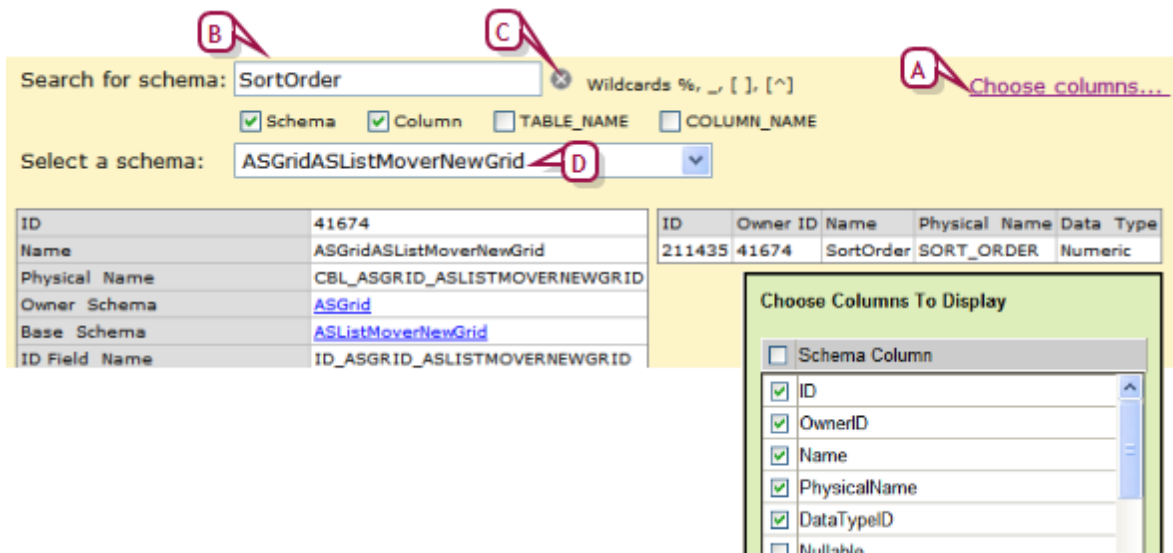 B C
Search for schema: SortOrder Wildcards %, _, [ ], [^] A Choose columns...
Schema Column TABLE_NAME COLUMN_NAME
Select a schema: ASGridASListMoverNewGrid D
ID 41674
Name ASGridASListMoverNewGrid
Physical Name CBL_ASGRID_ASLISTMOVERNEWGRID
Owner Schema ASGrid
Base Schema ASListMoverNewGrid
ID Field Name ID_ASGRID_ASLISTMOVERNEWGRID
ID Owner ID Name Physical Name Data Type
211435 41674 SortOrder SORT_ORDER Numeric
Choose Columns To Display
Schema Column
ID
OwnerID
Name
PhysicalName
DataTypeID
Nullable